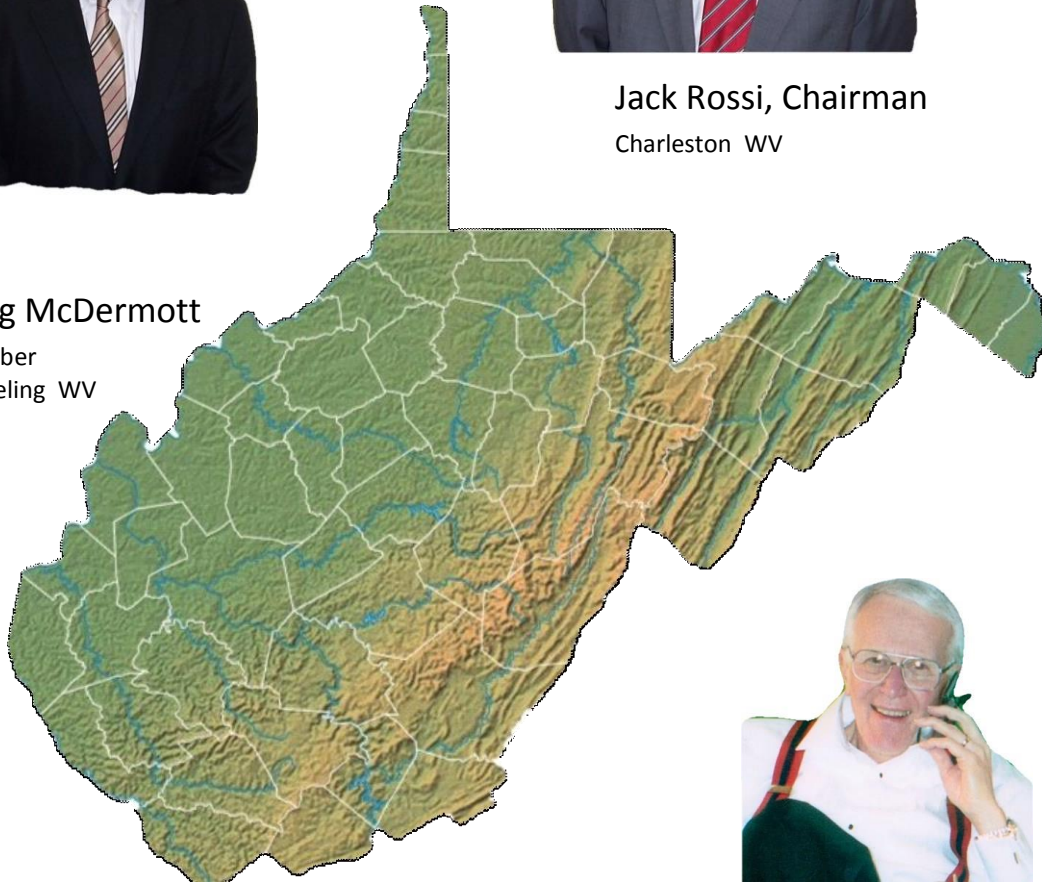 Jack Rossi, Chairman
Charleston WV
g McDermott
ber
eling WV